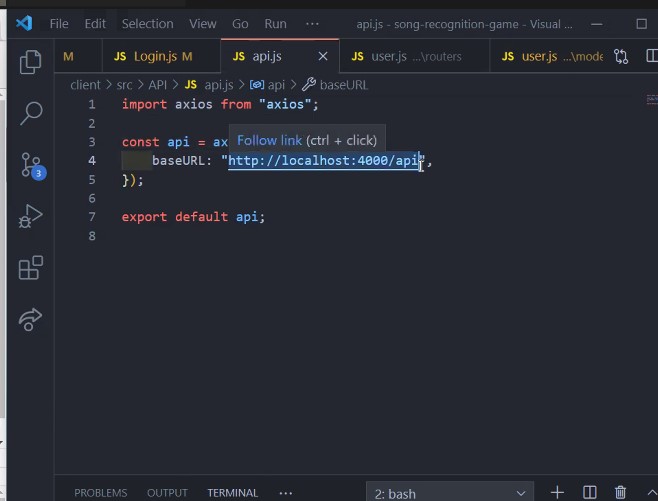 File Edit Selection View Go Run ··· api.js - song-recognition-game - Visual ...
M JS Login.js M JS api.js JS user.js ...\routers JS user.js ...\mode
client > src > API > JS api.js > api > baseURL
1 import axios from "axios";
2
3 const api = ax
Follow link (ctrl + click)
4 baseURL: "http://localhost:4000/api",
5 });
6
7 export default api;
8
3
PROBLEMS OUTPUT TERMINAL ··· 2: bash